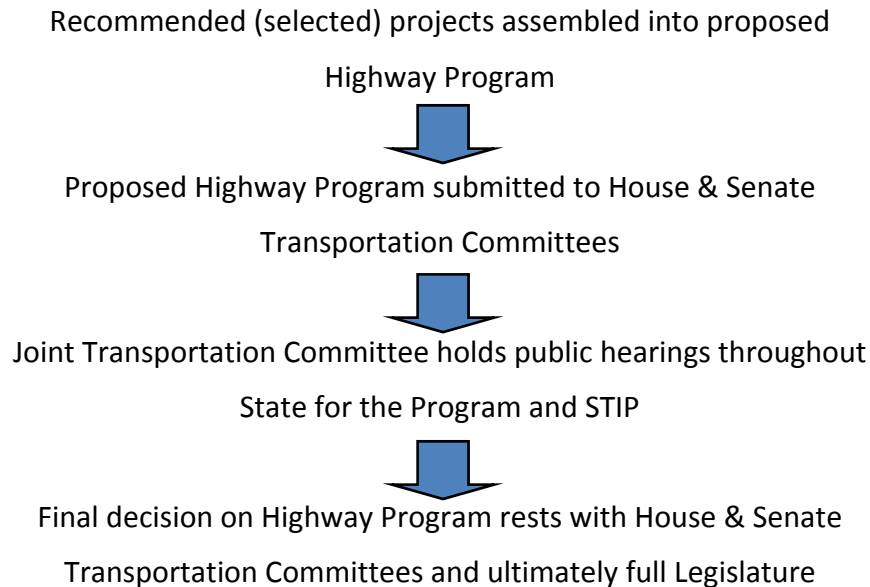 Recommended (selected) projects assembled into proposed
Highway Program
Proposed Highway Program submitted to House & Senate
Transportation Committees
Joint Transportation Committee holds public hearings throughout
State for the Program and STIP
Final decision on Highway Program rests with House & Senate
Transportation Committees and ultimately full Legislature